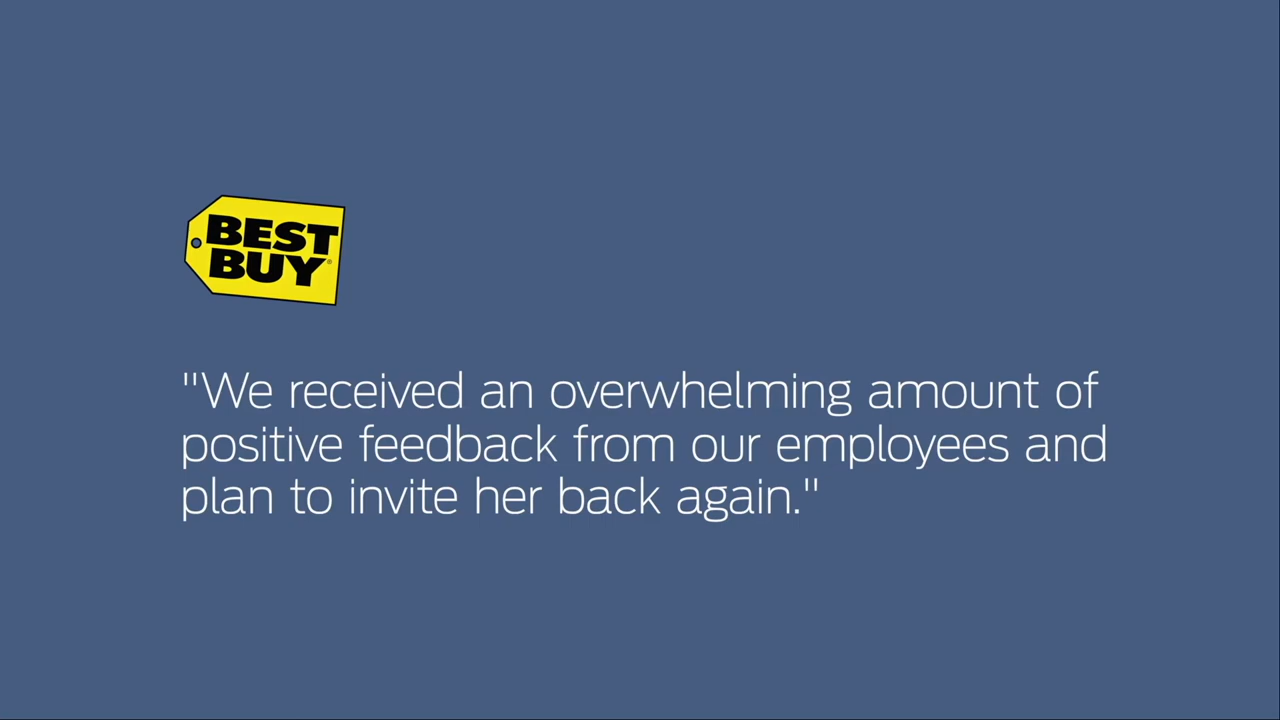 BEST
BUY
"We received an overwhelming amount of
positive feedback from our employees and
plan to invite her back again."